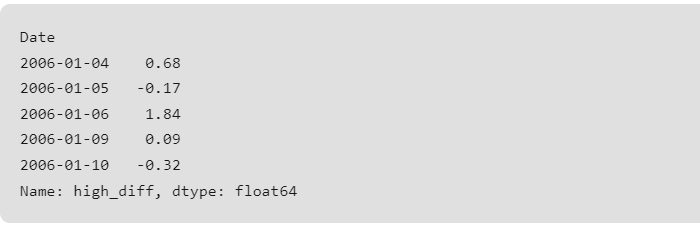 Date
2006-01-04    0.68
2006-01-05   -0.17
2006-01-06    1.84
2006-01-09    0.09
2006-01-10   -0.32
Name: high_diff, dtype: float64